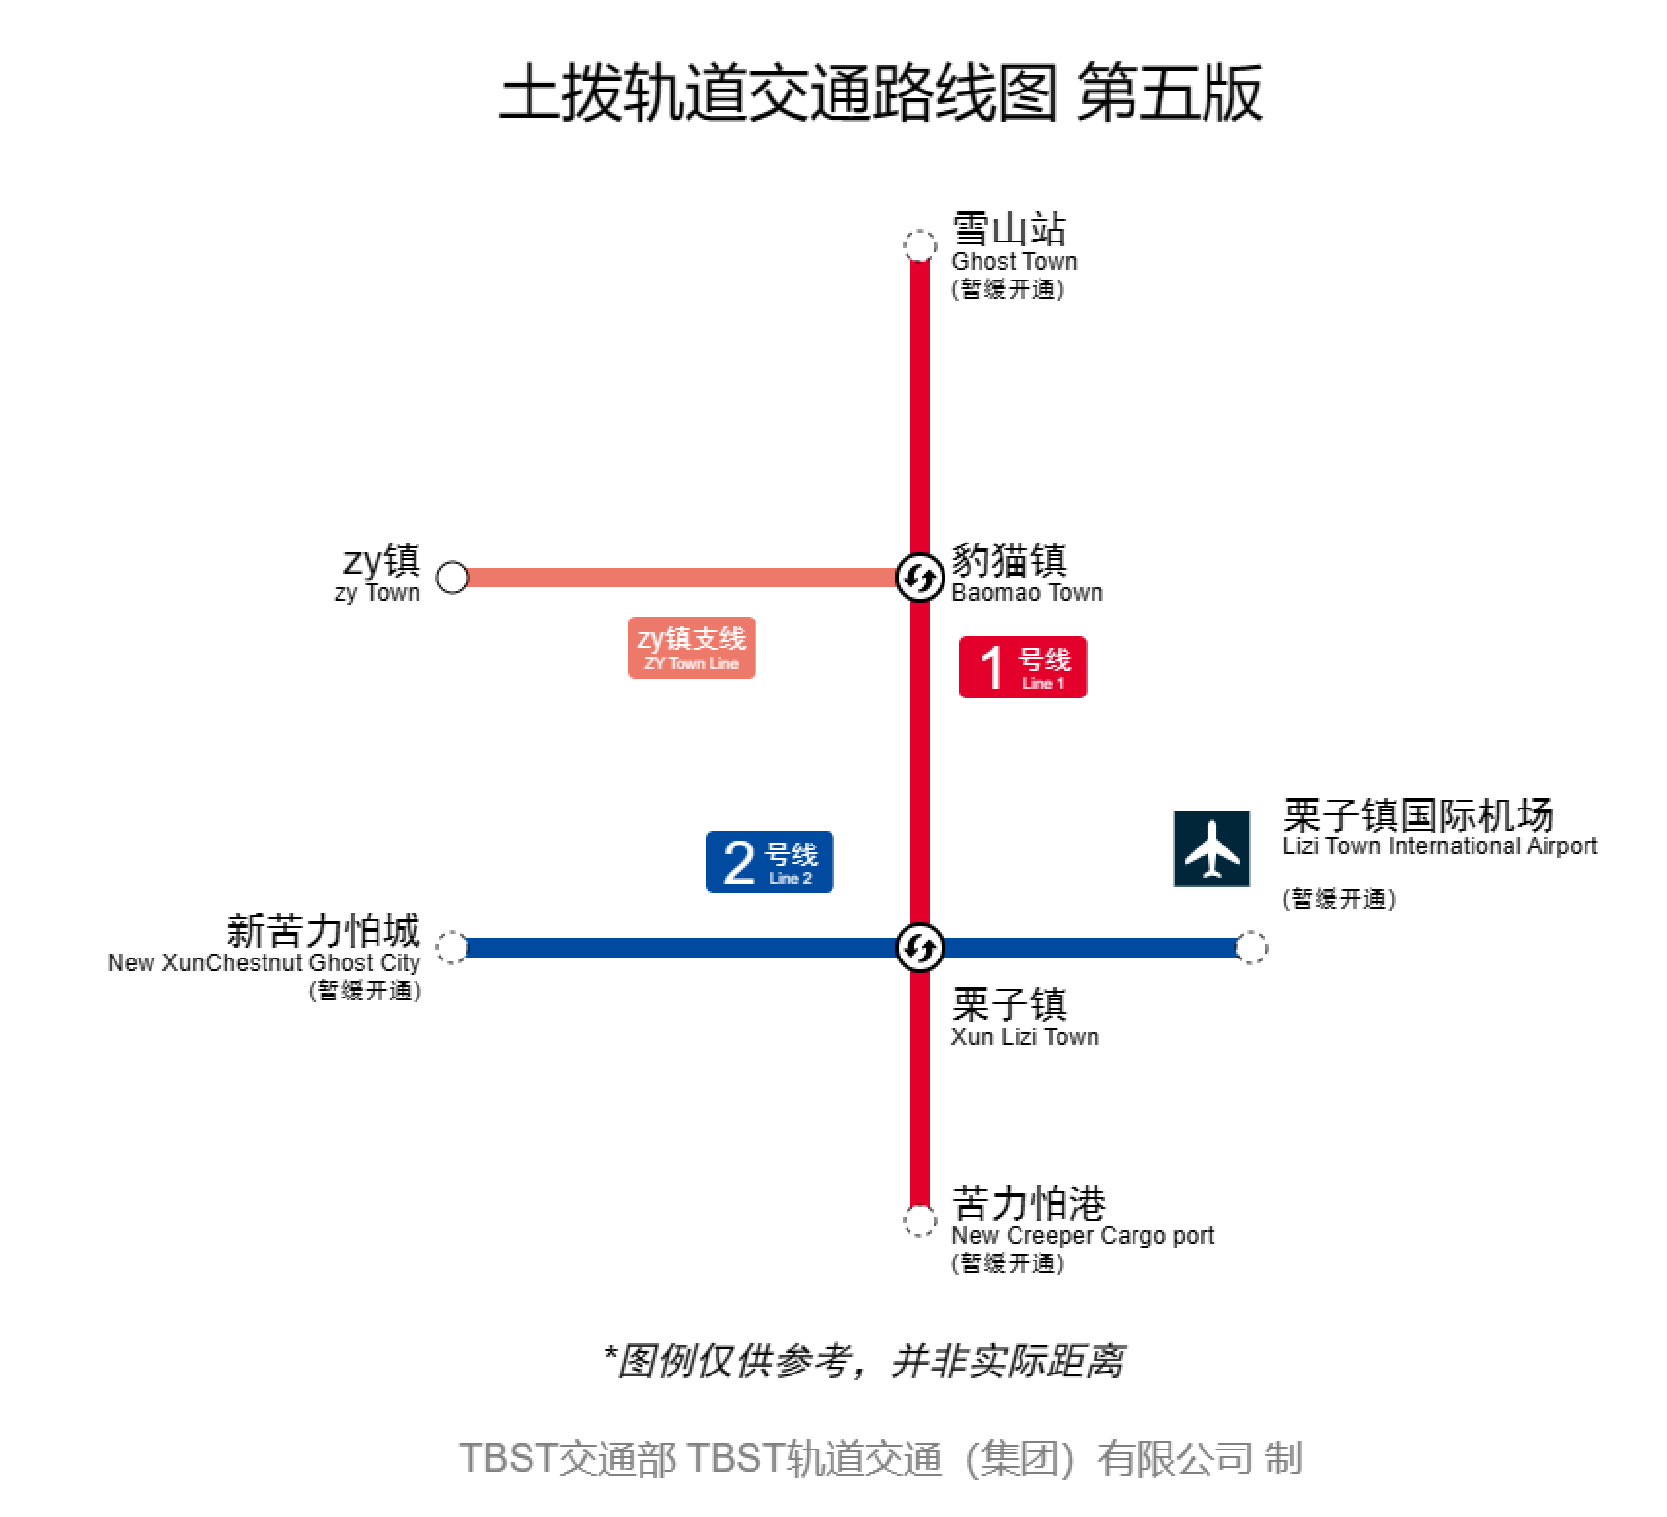 土拨轨道交通路线图 第五版
雪山站
Ghost Town
(暂缓开通)
zy镇
zy Town
豹猫镇
Baomao Town
zy镇支线
ZY Town Line
1 号线
Line 1
栗子镇国际机场
Lizi Town International Airport
(暂缓开通)
2 号线
Line 2
新苦力怕城
New XunChestnut Ghost City
(暂缓开通)
栗子镇
Xun Lizi Town
苦力怕港
New Creeper Cargo port
(暂缓开通)
*图例仅供参考，并非实际距离
TBST交通部 TBST轨道交通（集团）有限公司 制